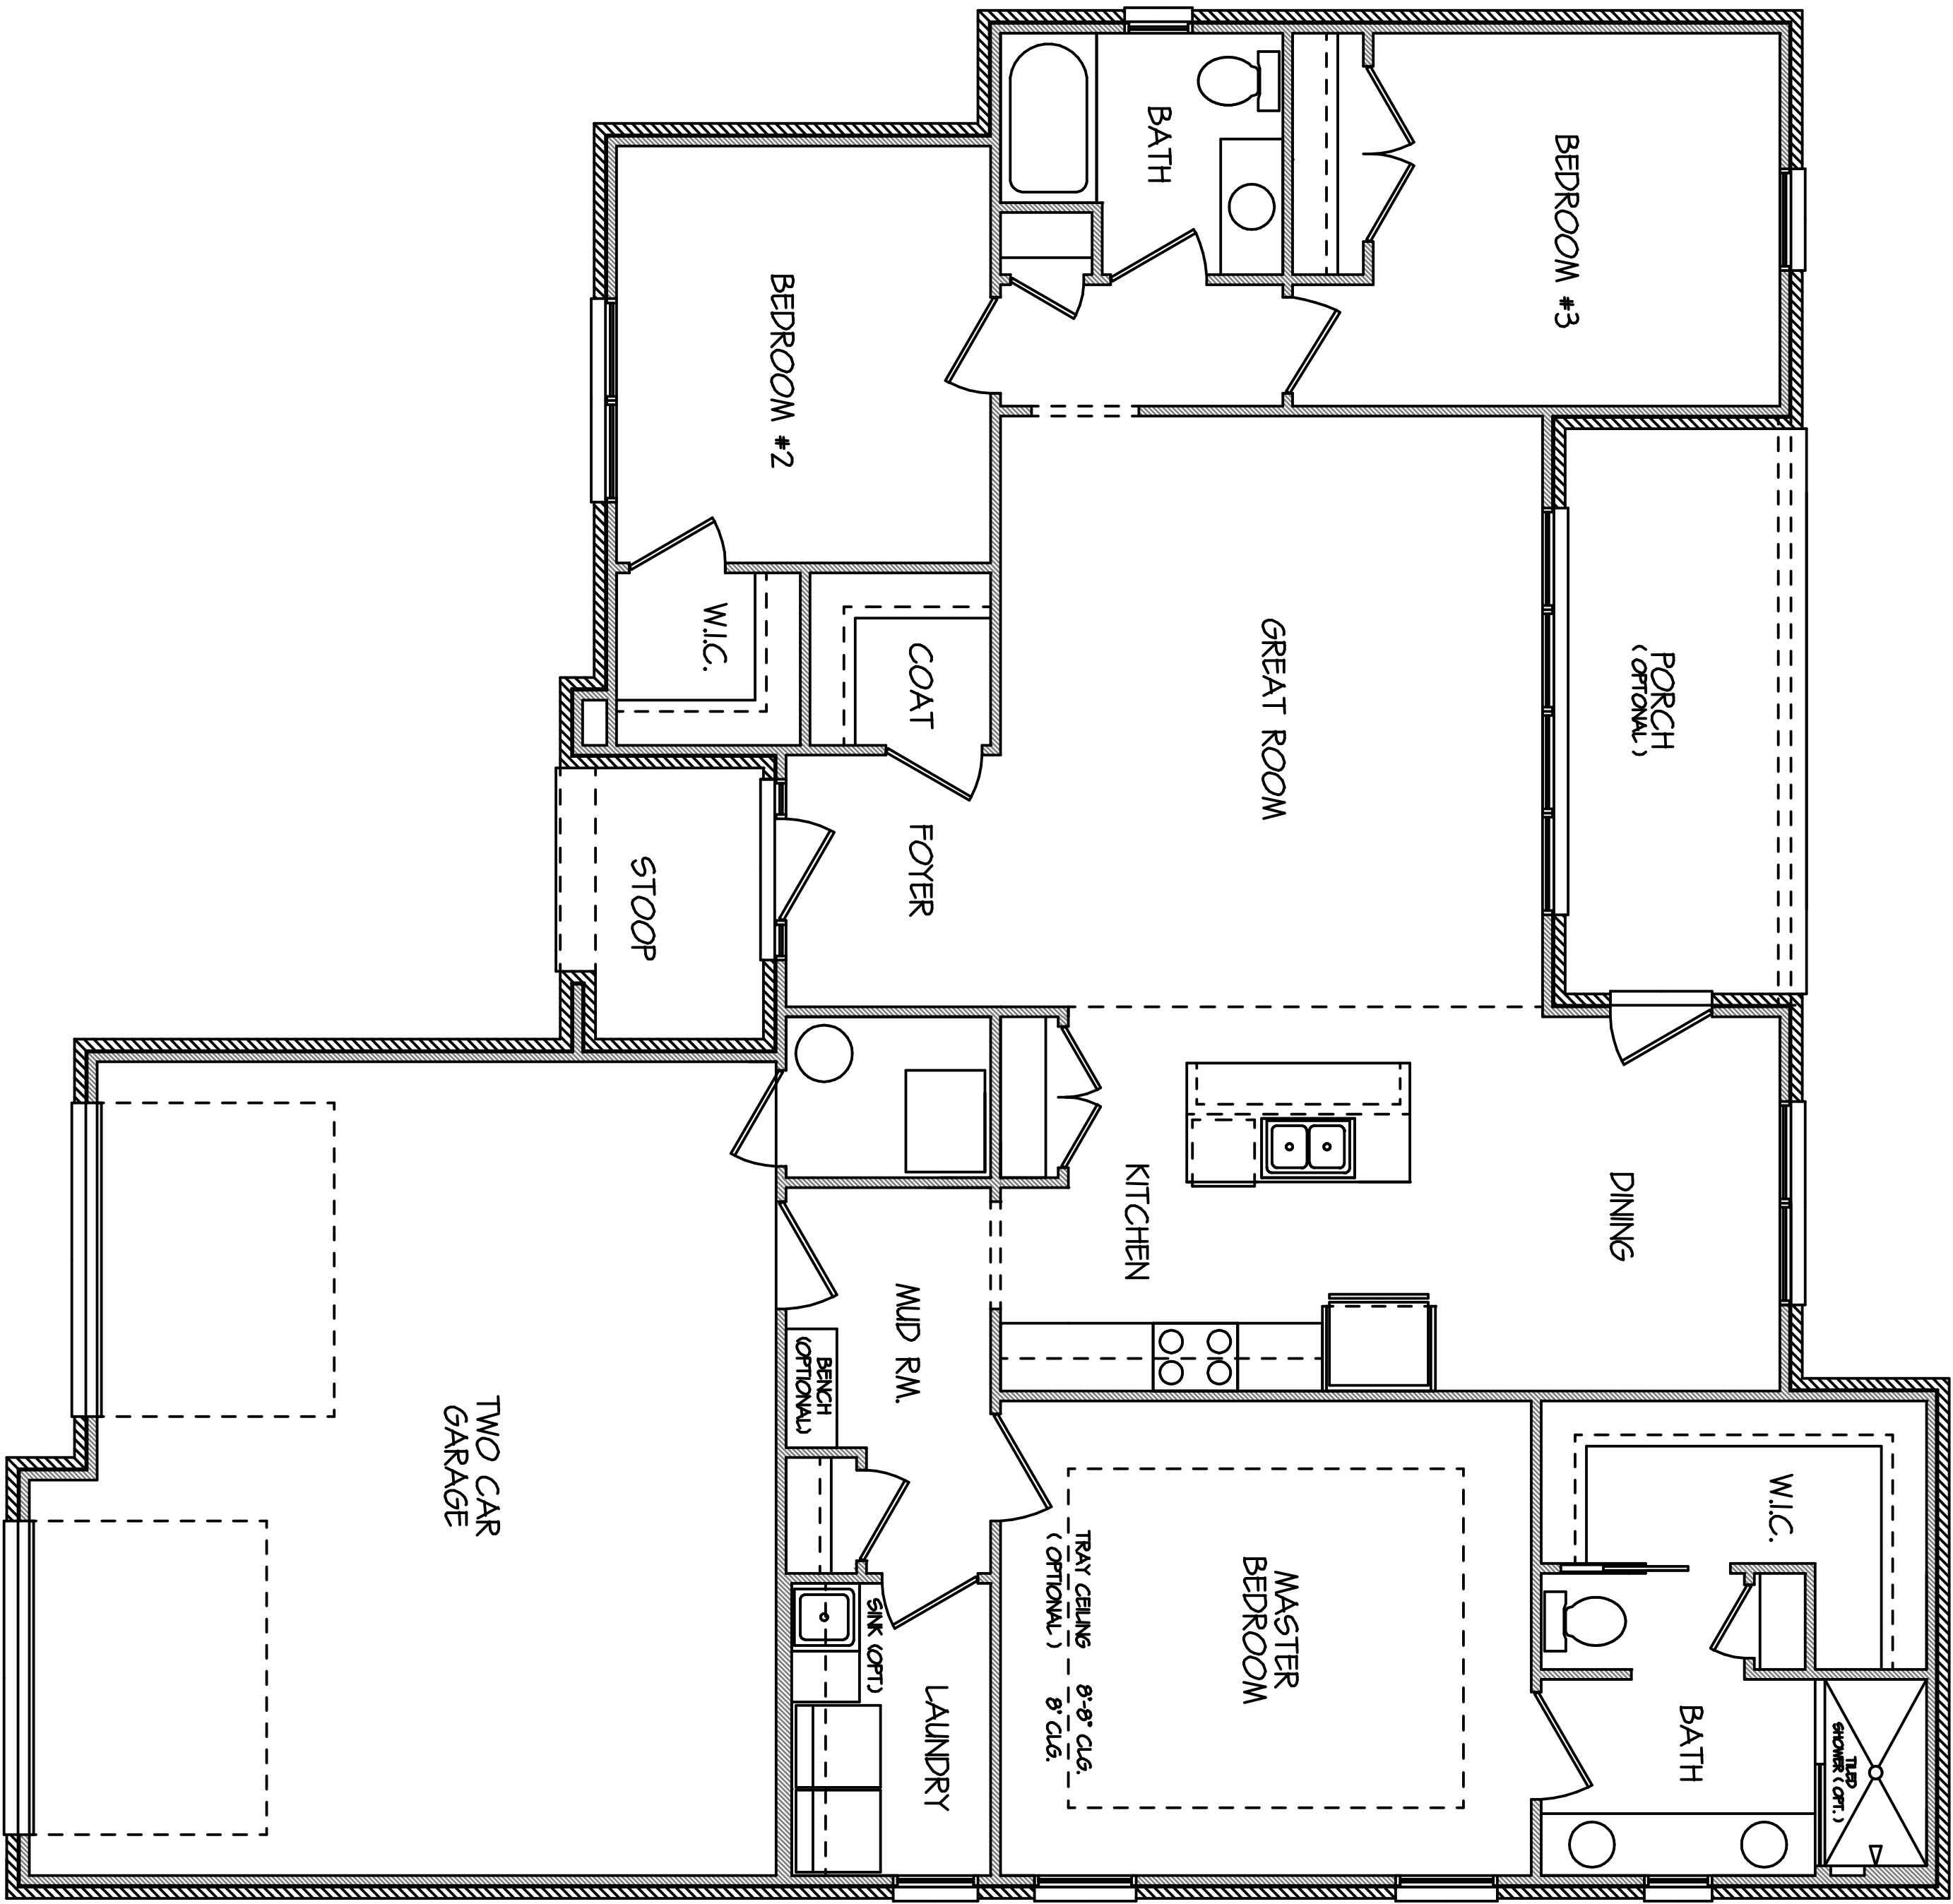 BEDROOM #3
BATH
BEDROOM #2
W.I.C.
COAT
GREAT ROOM
PORCH
(OPTIONAL)
FOYER
STOOP
DINING
KITCHEN
MUD RM.
BENCH
(OPTIONAL)
TWO CAR
GARAGE
W.I.C.
MASTER
BEDROOM
TRAY CEILING 8'-8" CLG.
(OPTIONAL) 8' CLG.
SINK (OPT.)
LAUNDRY
BATH
TILED
SHOWER (OPT.)